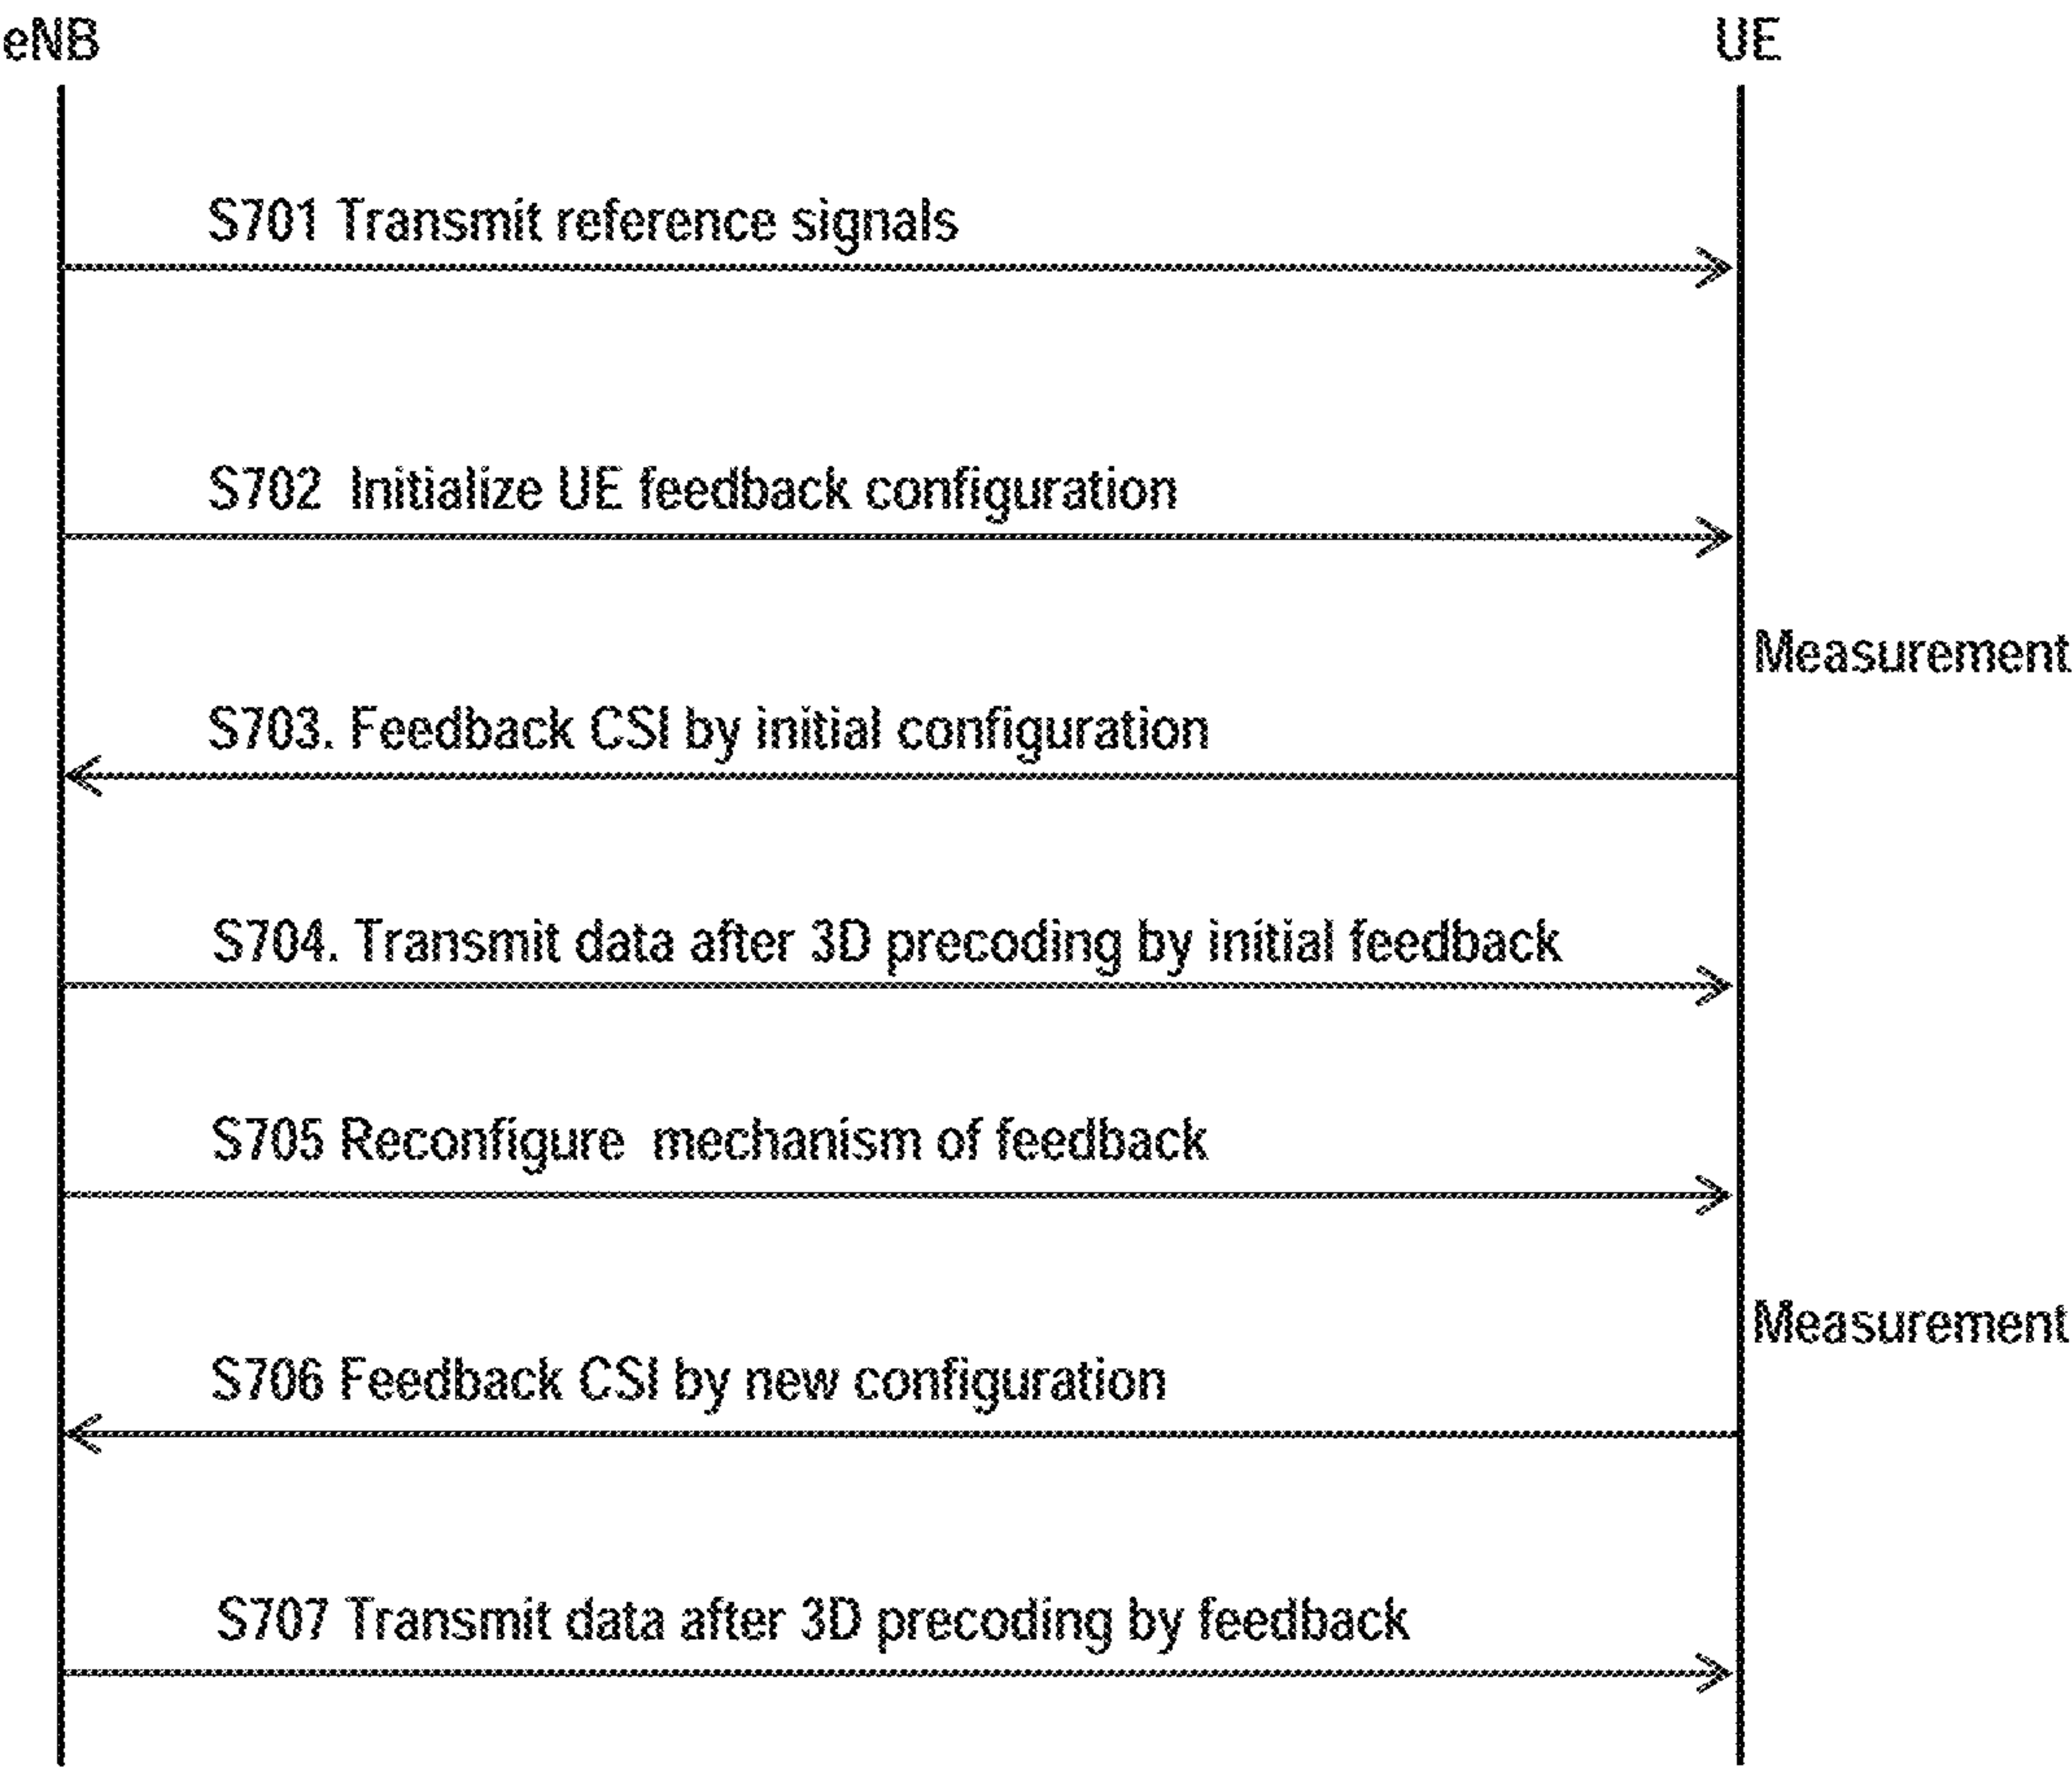 eNB
UE
S701 Transmit reference signals
S702 Initialize UE feedback configuration
Measurement
S703. Feedback CSI by initial configuration
S704. Transmit data after 3D precoding by initial feedback
S705 Reconfigure mechanism of feedback
Measurement
S706 Feedback CSI by new configuration
S707 Transmit data after 3D precoding by feedback